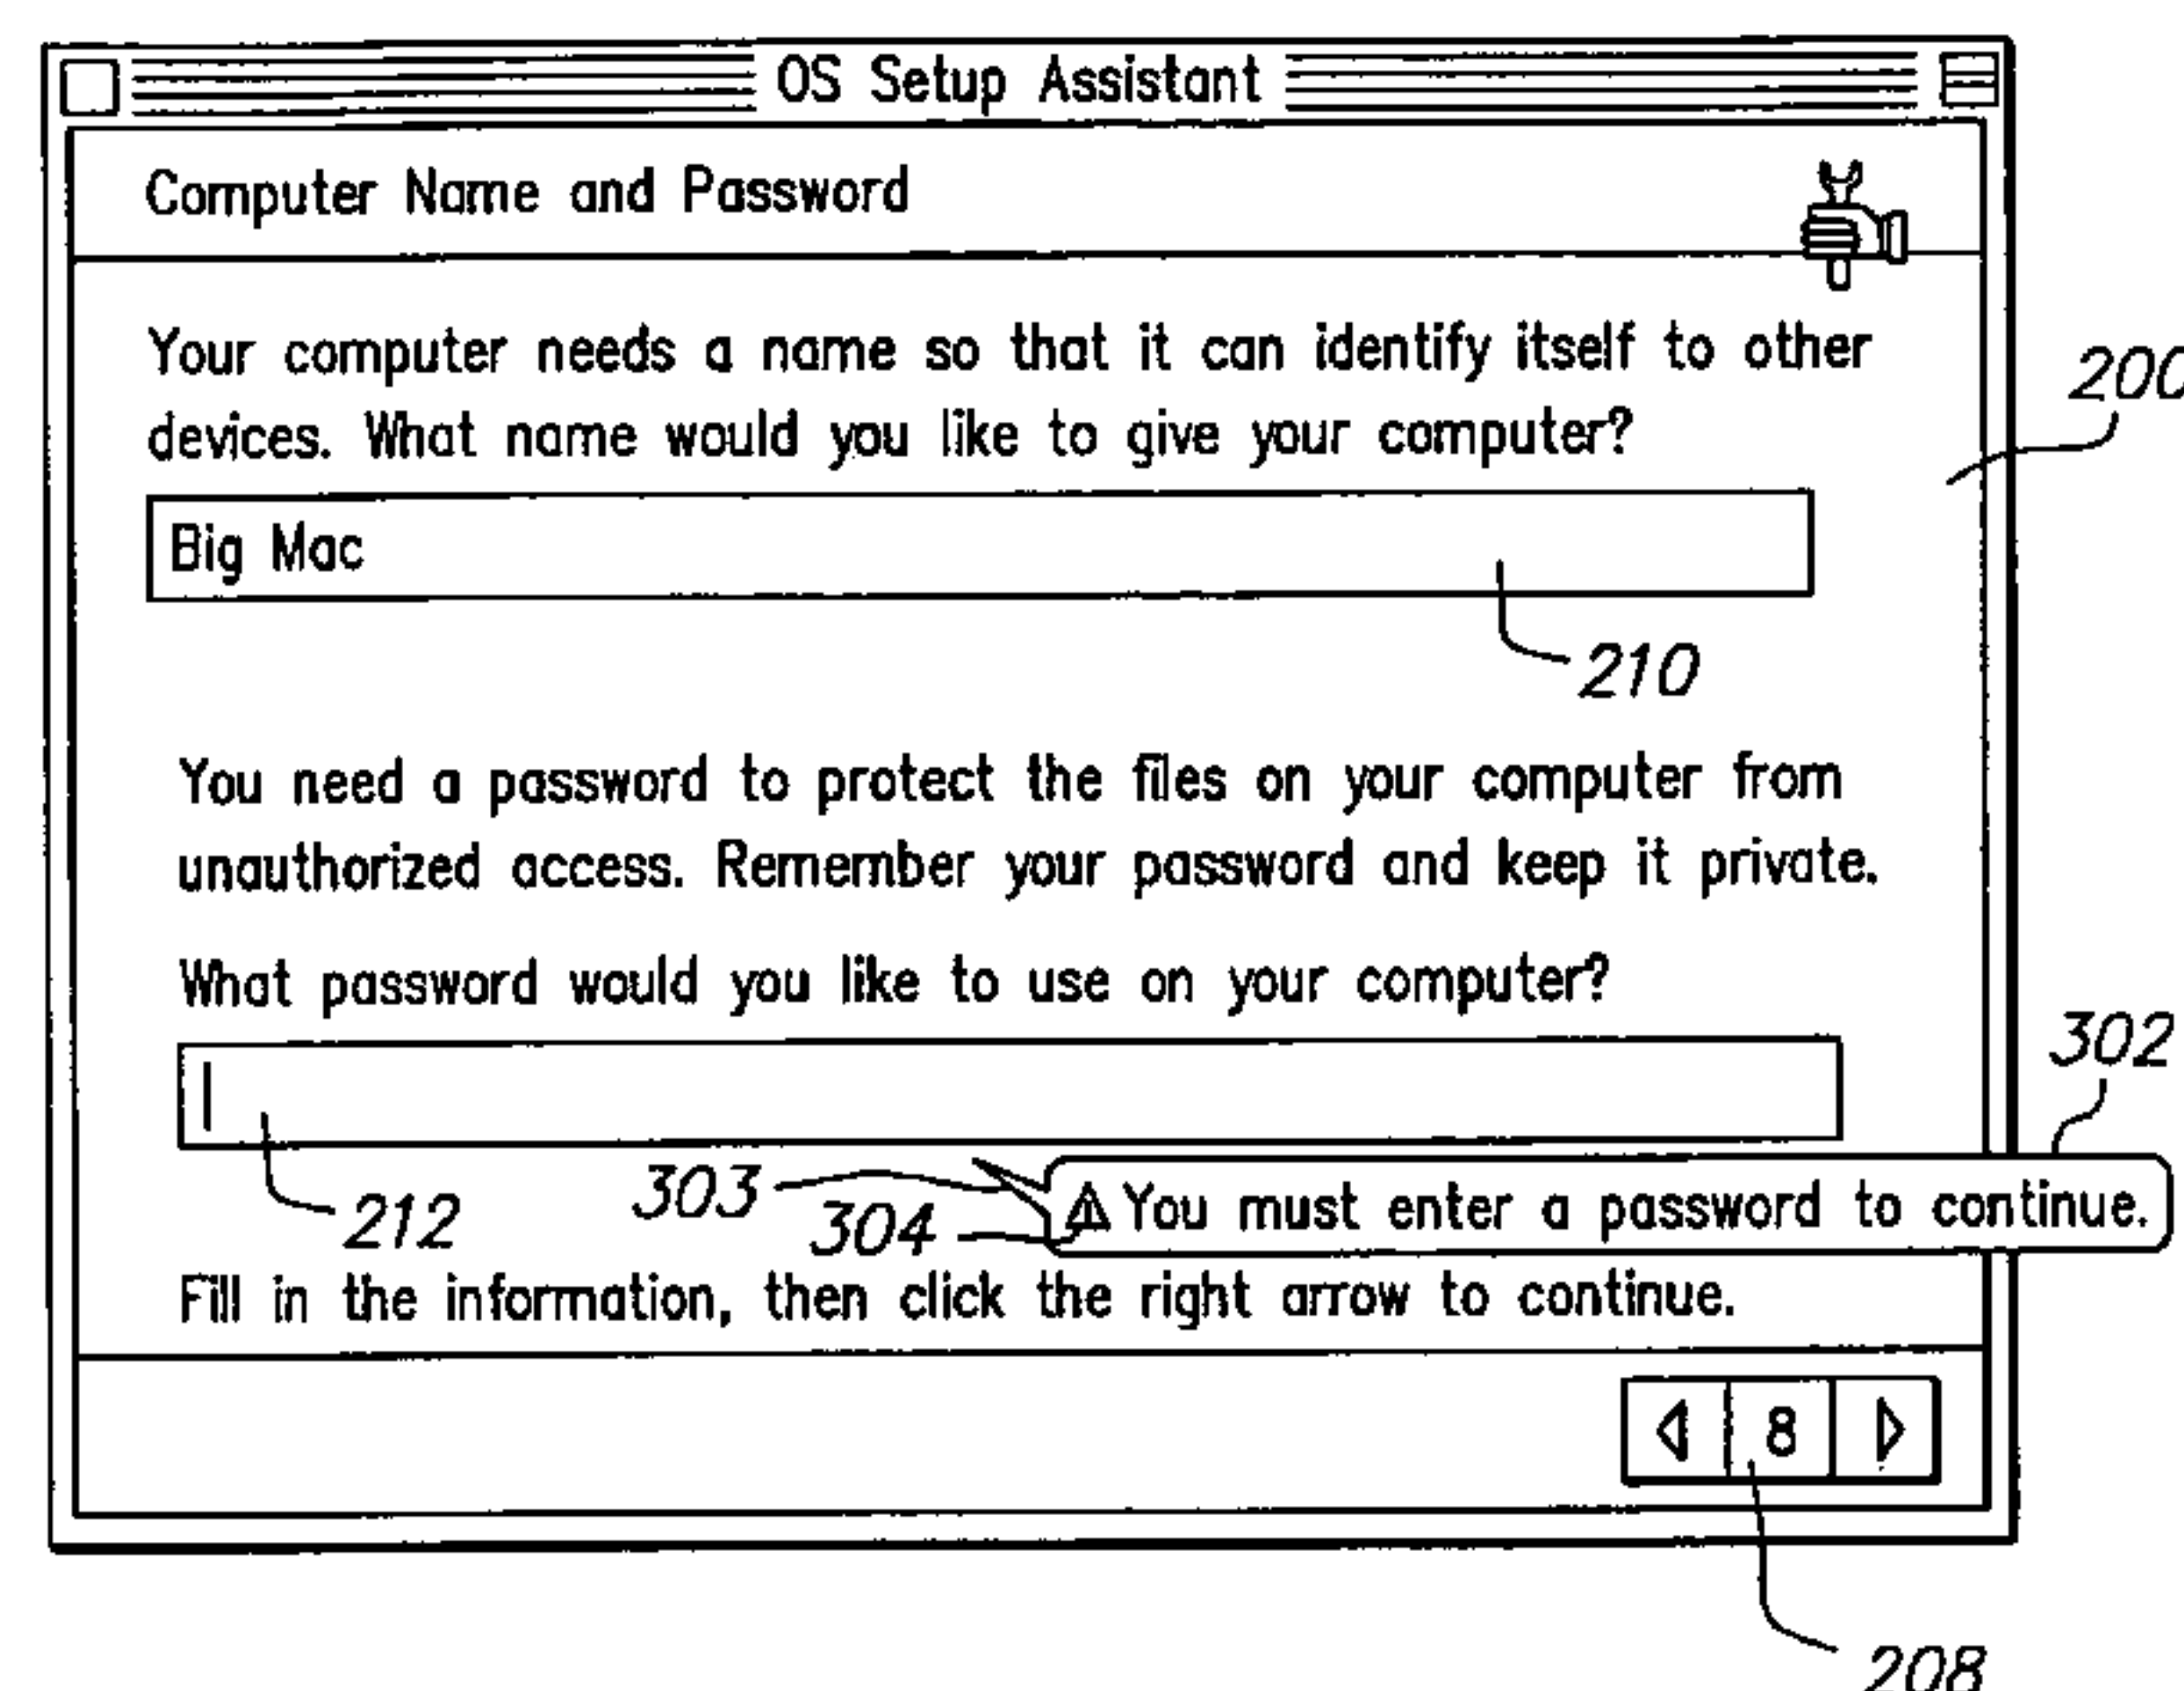 OS Setup Assistant
Computer Name and Password
Your computer needs a name so that it can identify itself to other
devices. What name would you like to give your computer?
200
Big Mac
210
You need a password to protect the files on your computer from
unauthorized access. Remember your password and keep it private.
What password would you like to use on your computer?
302
212
303
304
You must enter a password to continue.
Fill in the information, then click the right arrow to continue.
8
208